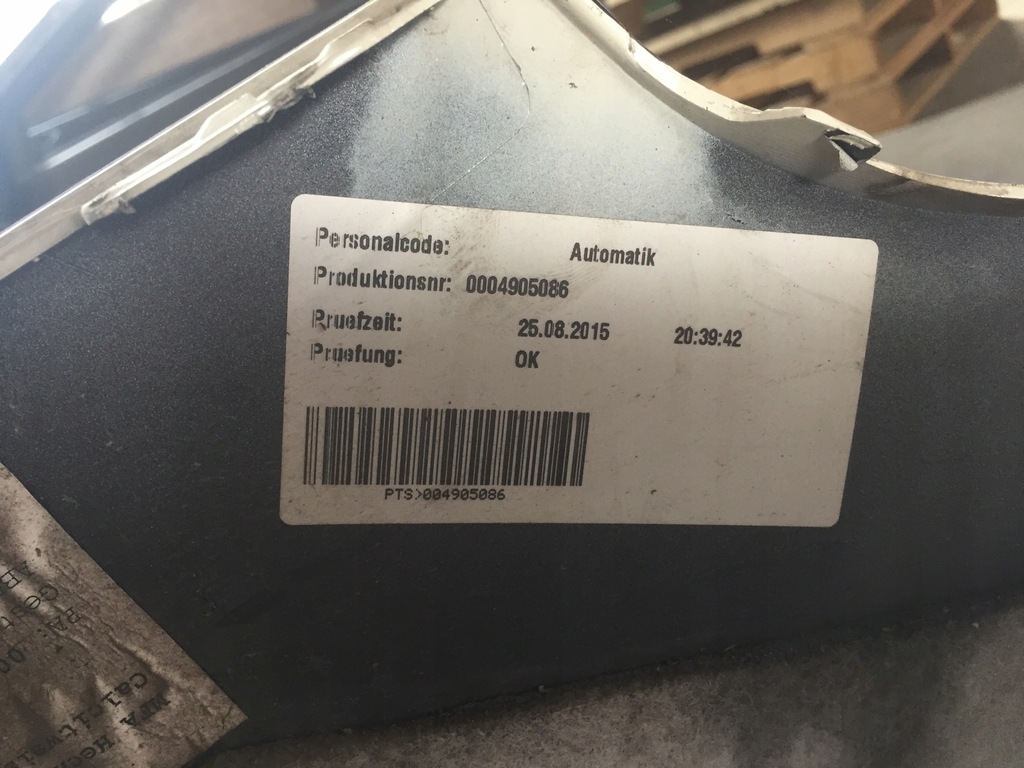 Personalcode: Automatik
Produktionsnr: 0004905086
Pruefzeit: 25.08.2015 20:39:42
Pruefung: OK
PTS>004905086